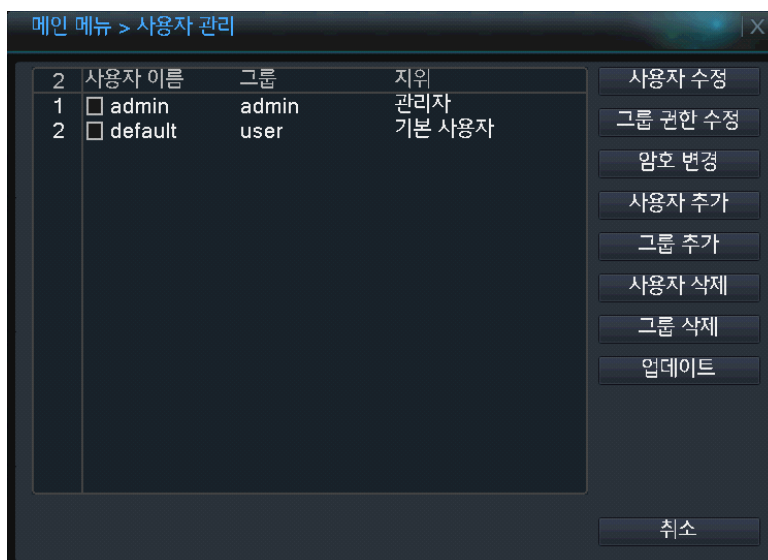 메인 메뉴 > 사용자 관리
X
2 사용자 이름 그룹 지위
1 admin admin 관리자
2 default user 기본 사용자
사용자 수정
그룹 권한 수정
암호 변경
사용자 추가
그룹 추가
사용자 삭제
그룹 삭제
업데이트
취소